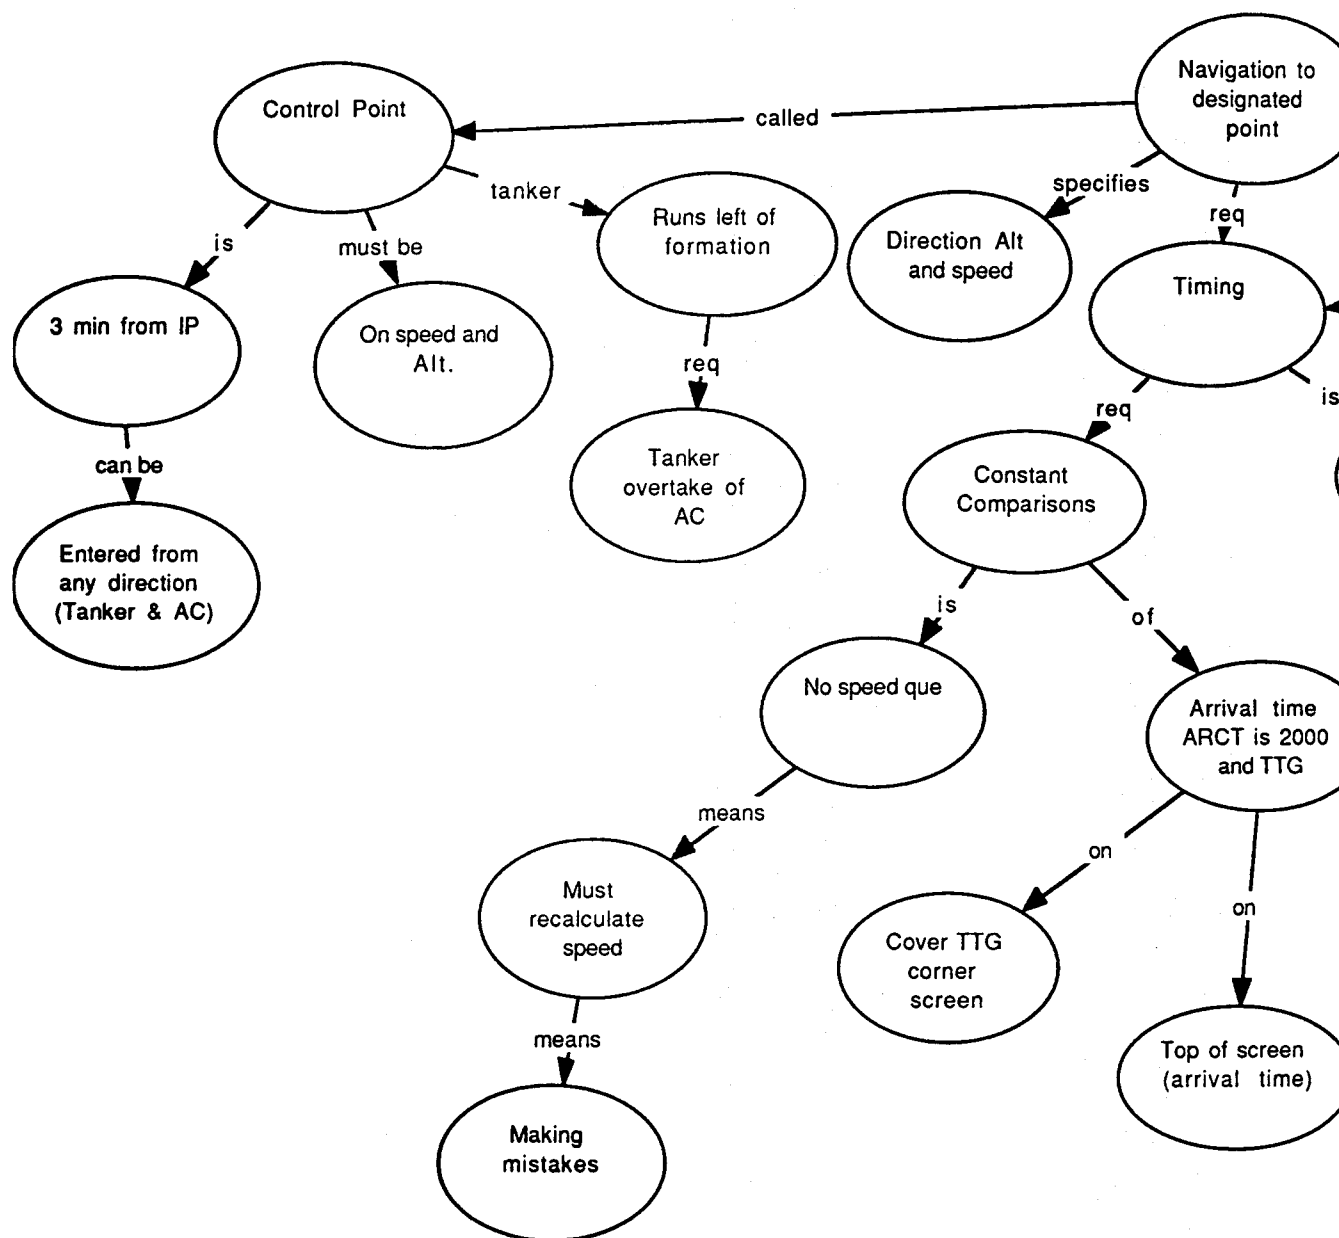 Navigation to
designated
point
Control Point
called
tanker
specifies
req
is
must be
Runs left of
formation
Direction Alt
and speed
Timing
3 min from IP
On speed and
Alt.
req
req
is
can be
Tanker
overtake of
AC
Constant
Comparisons
Entered from
any direction
(Tanker & AC)
is
of
No speed que
Arrival time
ARCT is 2000
and TTG
means
on
on
Must
recalculate
speed
Cover TTG
corner
screen
means
Top of screen
(arrival time)
Making
mistakes